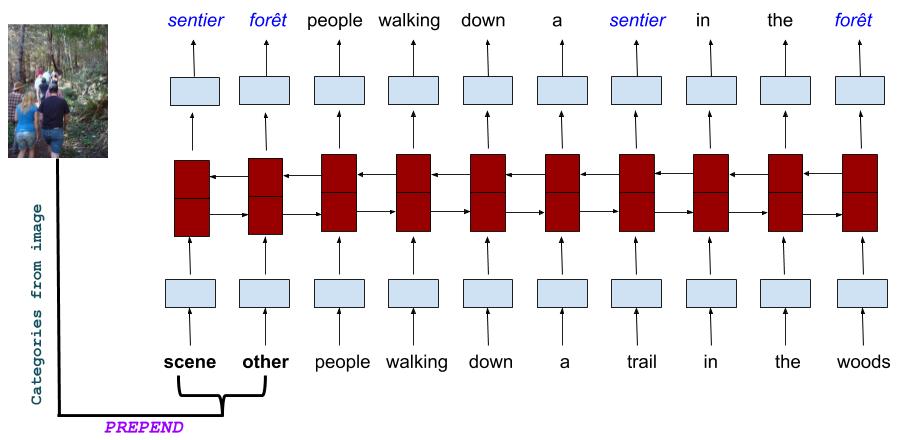 sentier forêt people walking down a sentier in the forêt
Categories from image
scene other people walking down a trail in the woods
PREPEND